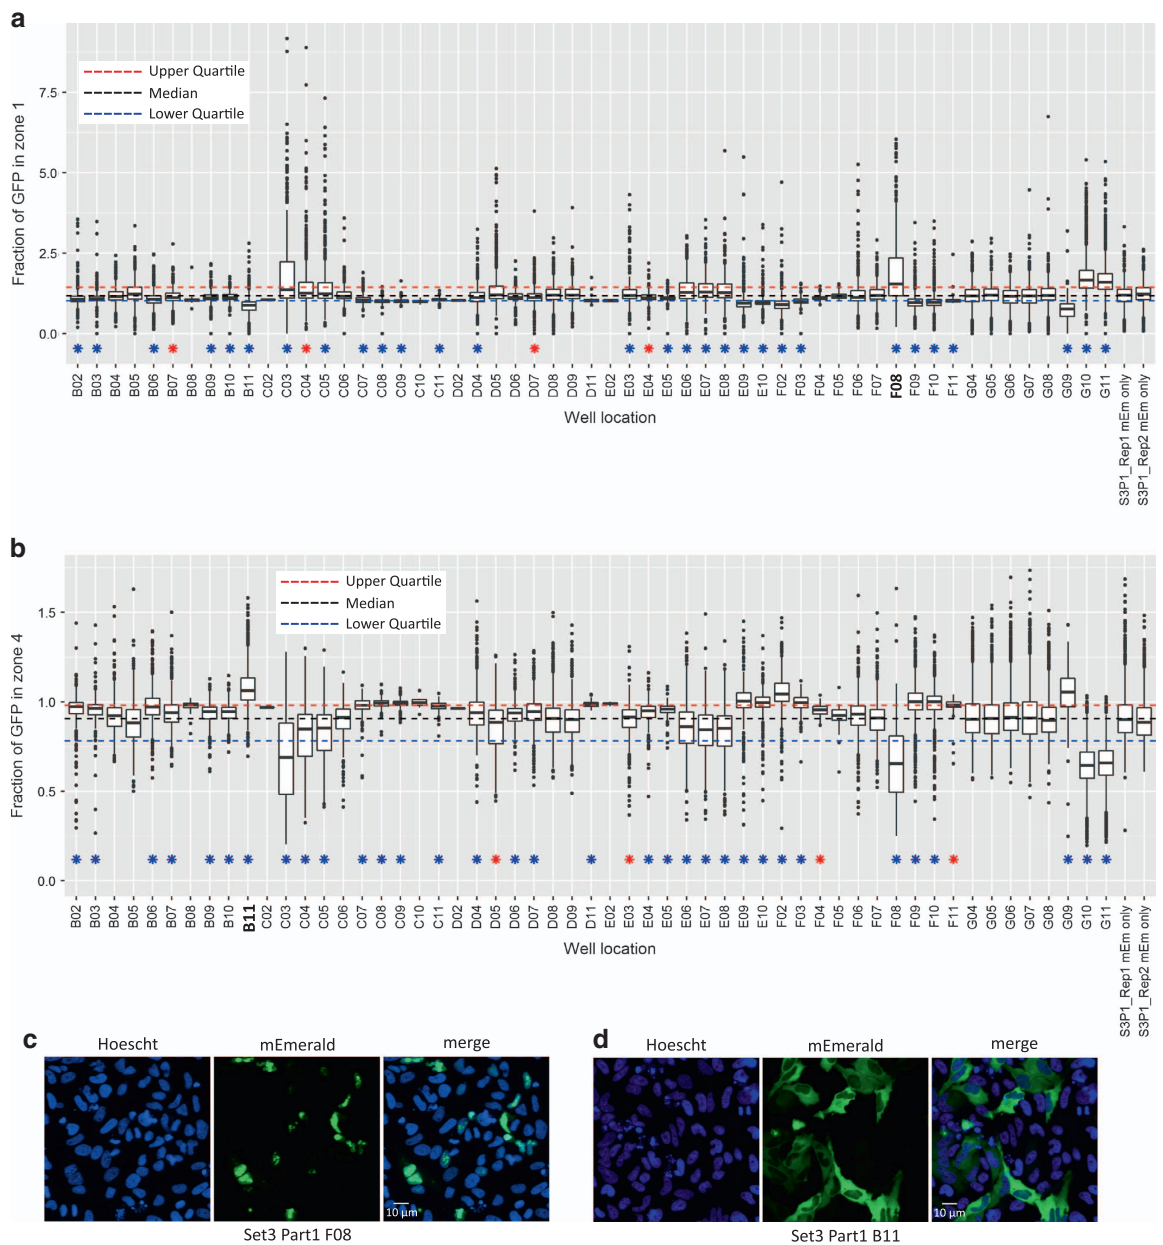 a
Upper Quartile
Median
Lower Quartile
Fraction of GFP in zone 1
7.5
5.0
2.5
0.0
B02 B03 B04 B05 B06 B07 B08 B09 B10 B11 C02 C03 C04 C05 C06 C07 C08 C09 C10 C11 D02 D04 D05 D06 D07 D08 D09 D11 E02 E03 E04 E05 E06 E07 E08 E09 E10 F02 F03 F04 F05 F06 F07 F08 F09 F10 F11 G04 G05 G06 G07 G08 G09 G10 G11 S3P1_Rep1 mEm only S3P1_Rep2 mEm only
Well location
b
Upper Quartile
Median
Lower Quartile
Fraction of GFP in zone 4
1.5
1.0
0.5
0.0
B02 B03 B04 B05 B06 B07 B08 B09 B10 B11 C02 C03 C04 C05 C06 C07 C08 C09 C10 C11 D02 D04 D05 D06 D07 D08 D09 D11 E02 E03 E04 E05 E06 E07 E08 E09 E10 F02 F03 F04 F05 F06 F07 F08 F09 F10 F11 G04 G05 G06 G07 G08 G09 G10 G11 S3P1_Rep1 mEm only S3P1_Rep2 mEm only
Well location
c
Hoescht mEmerald merge
10 µm
Set3 Part1 F08
d
Hoescht mEmerald merge
10 µm
Set3 Part1 B11